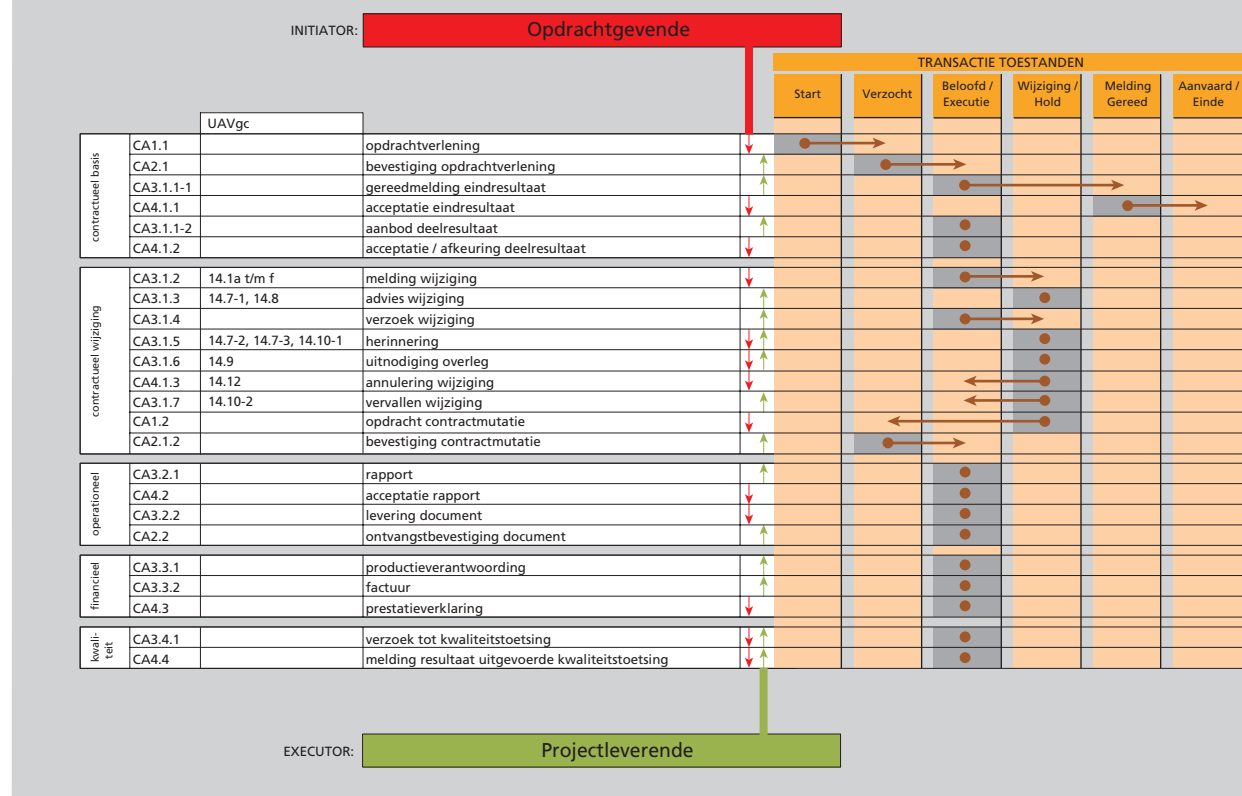 INITIATOR: Opdrachtgevende
TRANSACTIE TOESTANDEN
Start Verzocht Beloofd / Executie Wijziging / Hold Melding Gereed Aanvaard / Einde
UAVgc
contractueel basis
CA1.1 opdrachtverlening
CA2.1 bevestiging opdrachtverlening
CA3.1.1-1 gereedmelding eindresultaat
CA4.1.1 acceptatie eindresultaat
CA3.1.1-2 aanbod deelresultaat
CA4.1.2 acceptatie / afkeuring deelresultaat
contractueel wijziging
CA3.1.2 14.1a t/m f melding wijziging
CA3.1.3 14.7-1, 14.8 advies wijziging
CA3.1.4 verzoek wijziging
CA3.1.5 14.7-2, 14.7-3, 14.10-1 herinnering
CA3.1.6 14.9 uitnodiging overleg
CA4.1.3 14.12 annulering wijziging
CA3.1.7 14.10-2 vervallen wijziging
CA1.2 opdracht contractmutatie
CA2.1.2 bevestiging contractmutatie
operationeel
CA3.2.1 rapport
CA4.2 acceptatie rapport
CA3.2.2 levering document
CA2.2 ontvangstbevestiging document
financieel
CA3.3.1 productieverantwoording
CA3.3.2 factuur
CA4.3 prestatieverklaring
kwali-
teit
CA3.4.1 verzoek tot kwaliteitstoetsing
CA4.4 melding resultaat uitgevoerde kwaliteitstoetsing
EXECUTOR: Projectleverende